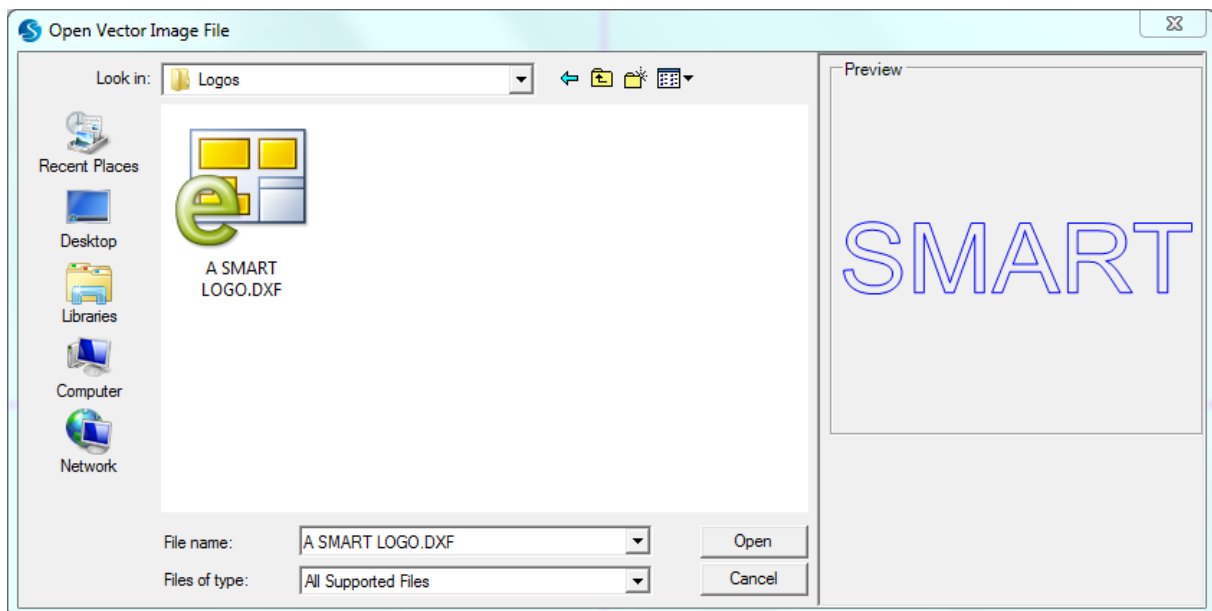 Open Vector Image File
Look in:
Logos
Preview
Recent Places
Desktop
Libraries
Computer
Network
A SMART
LOGO.DXF
SMART
File name:
A SMART LOGO.DXF
Open
Files of type:
All Supported Files
Cancel